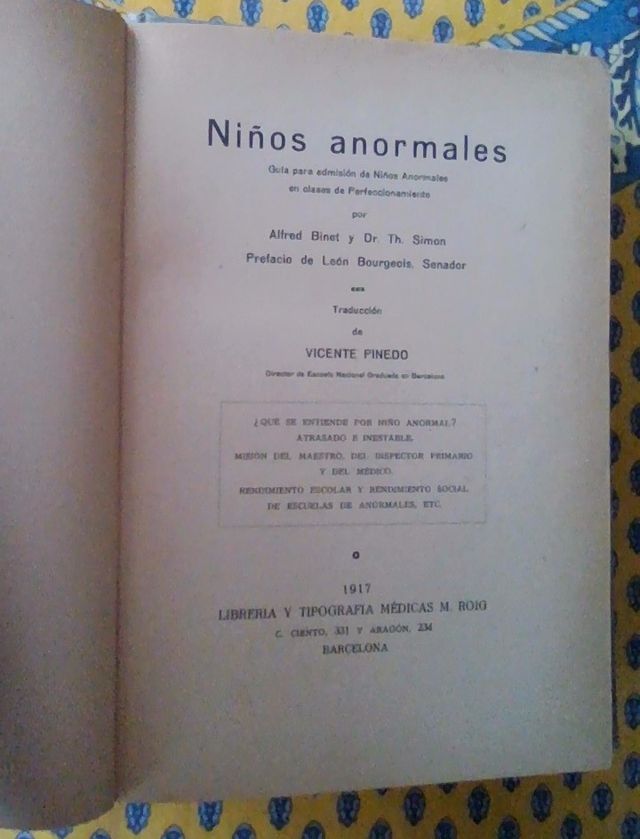 Niños anormales
Guía para admisión de Niños Anormales
en clases de Perfeccionamiento
por
Alfred Binet y Dr. Th. Simon
Prefacio de León Bourgeois, Senador
Traducción
de
VICENTE PINEDO
Director de Escuela Nacional Graduada en Barcelona
¿QUÉ SE ENTIENDE POR NIÑO ANORMAL?
ATRASADO E INESTABLE.
MISIÓN DEL MAESTRO, DEL INSPECTOR PRIMARIO
Y DEL MÉDICO.
RENDIMIENTO ESCOLAR Y RENDIMIENTO SOCIAL
DE ESCUELAS DE ANORMALES, ETC.
1917
LIBRERIA Y TIPOGRAFIA MÉDICAS M. ROIG
C. CIENTO, 331 Y ARAGÓN, 234
BARCELONA